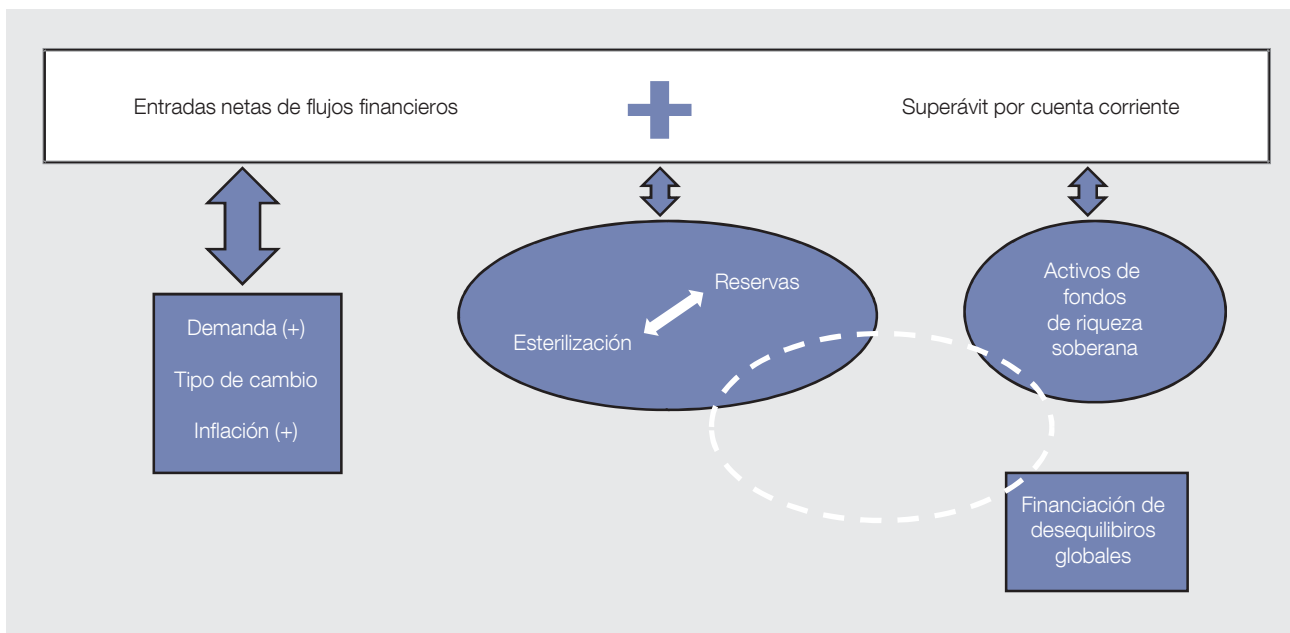 Entradas netas de flujos financieros
Superávit por cuenta corriente
Demanda (+)
Tipo de cambio
Inflación (+)
Reservas
Esterilización
Activos de
fondos
de riqueza
soberana
Financiación de
desequilibiros
globales